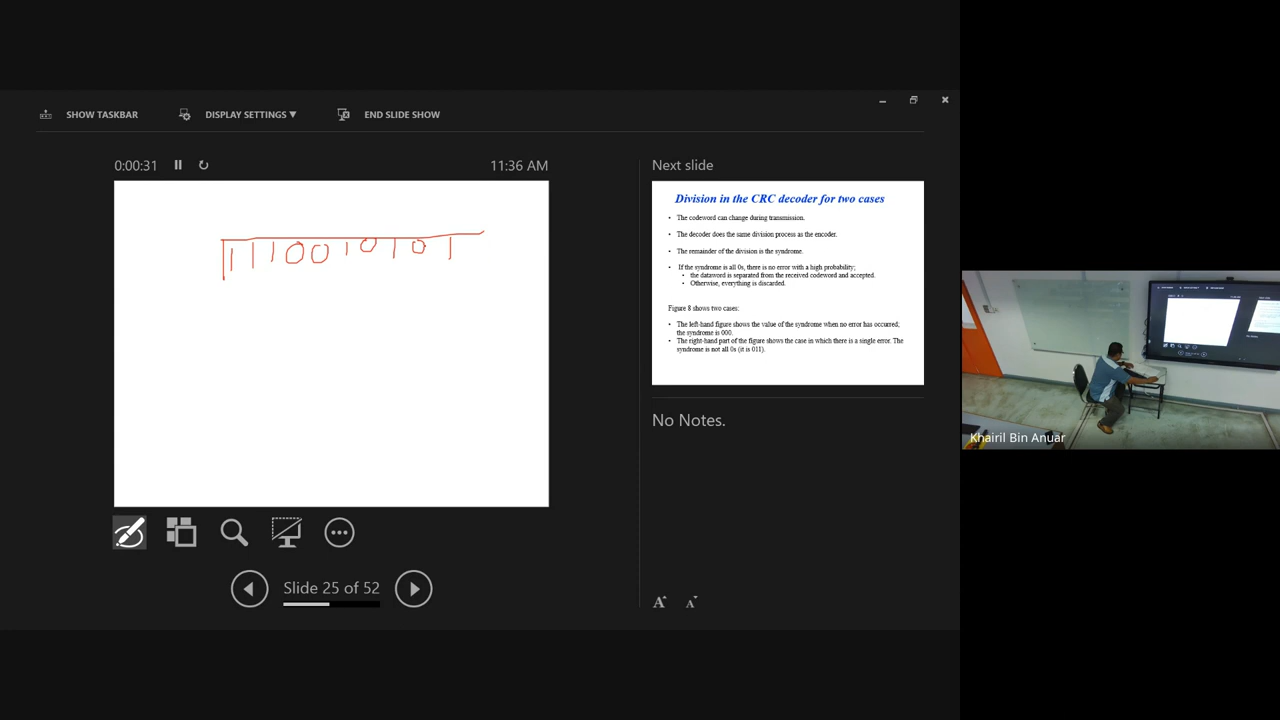 SHOW TASKBAR
DISPLAY SETTINGS ▼
END SLIDE SHOW
0:00:31
11:36 AM
1110010101
Next slide
Division in the CRC decoder for two cases
• The codeword can change during transmission.
• The decoder does the same division process as the encoder.
• The remainder of the division is the syndrome.
• If the syndrome is all 0s, there is no error with a high probability;
• the dataword is separated from the received codeword and accepted.
• Otherwise, everything is discarded.
Figure 8 shows two cases:
• The left-hand figure shows the value of the syndrome when no error has occurred;
the syndrome is 000.
• The right-hand part of the figure shows the case in which there is a single error. The
syndrome is not all 0s (it is 011).
No Notes.
Slide 25 of 52
A A
Khairil Bin Anuar